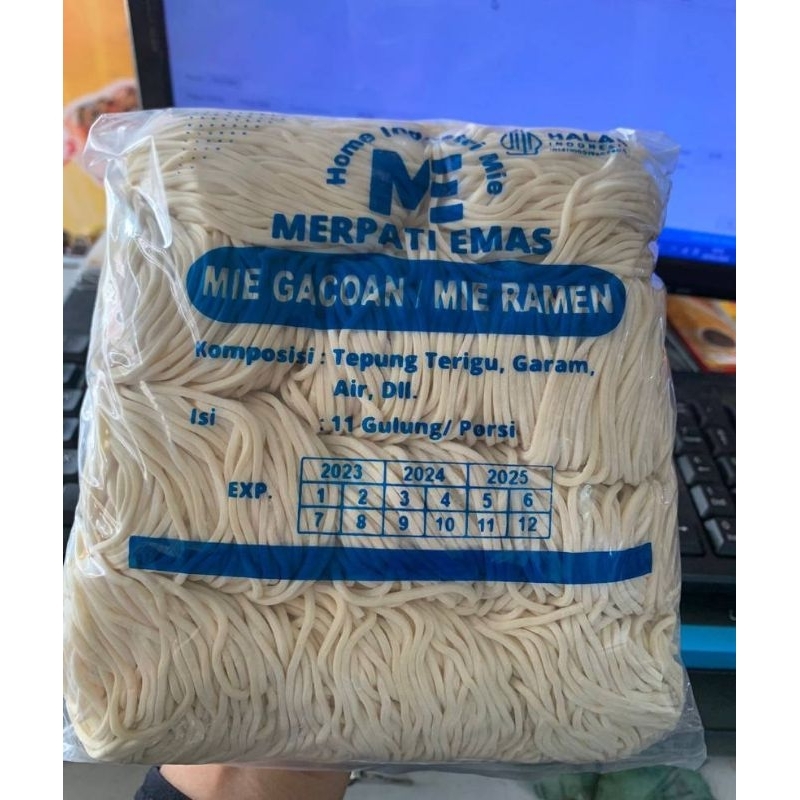 Home Industri Mie
HALAL
INDONESIA
ME
MERPATI EMAS
MIE GACOAN / MIE RAMEN
Komposisi : Tepung Terigu, Garam,
Air, Dll.
Isi : 11 Gulung/ Porsi
EXP.
2023 2024 2025
1 2 3 4 5 6
7 8 9 10 11 12